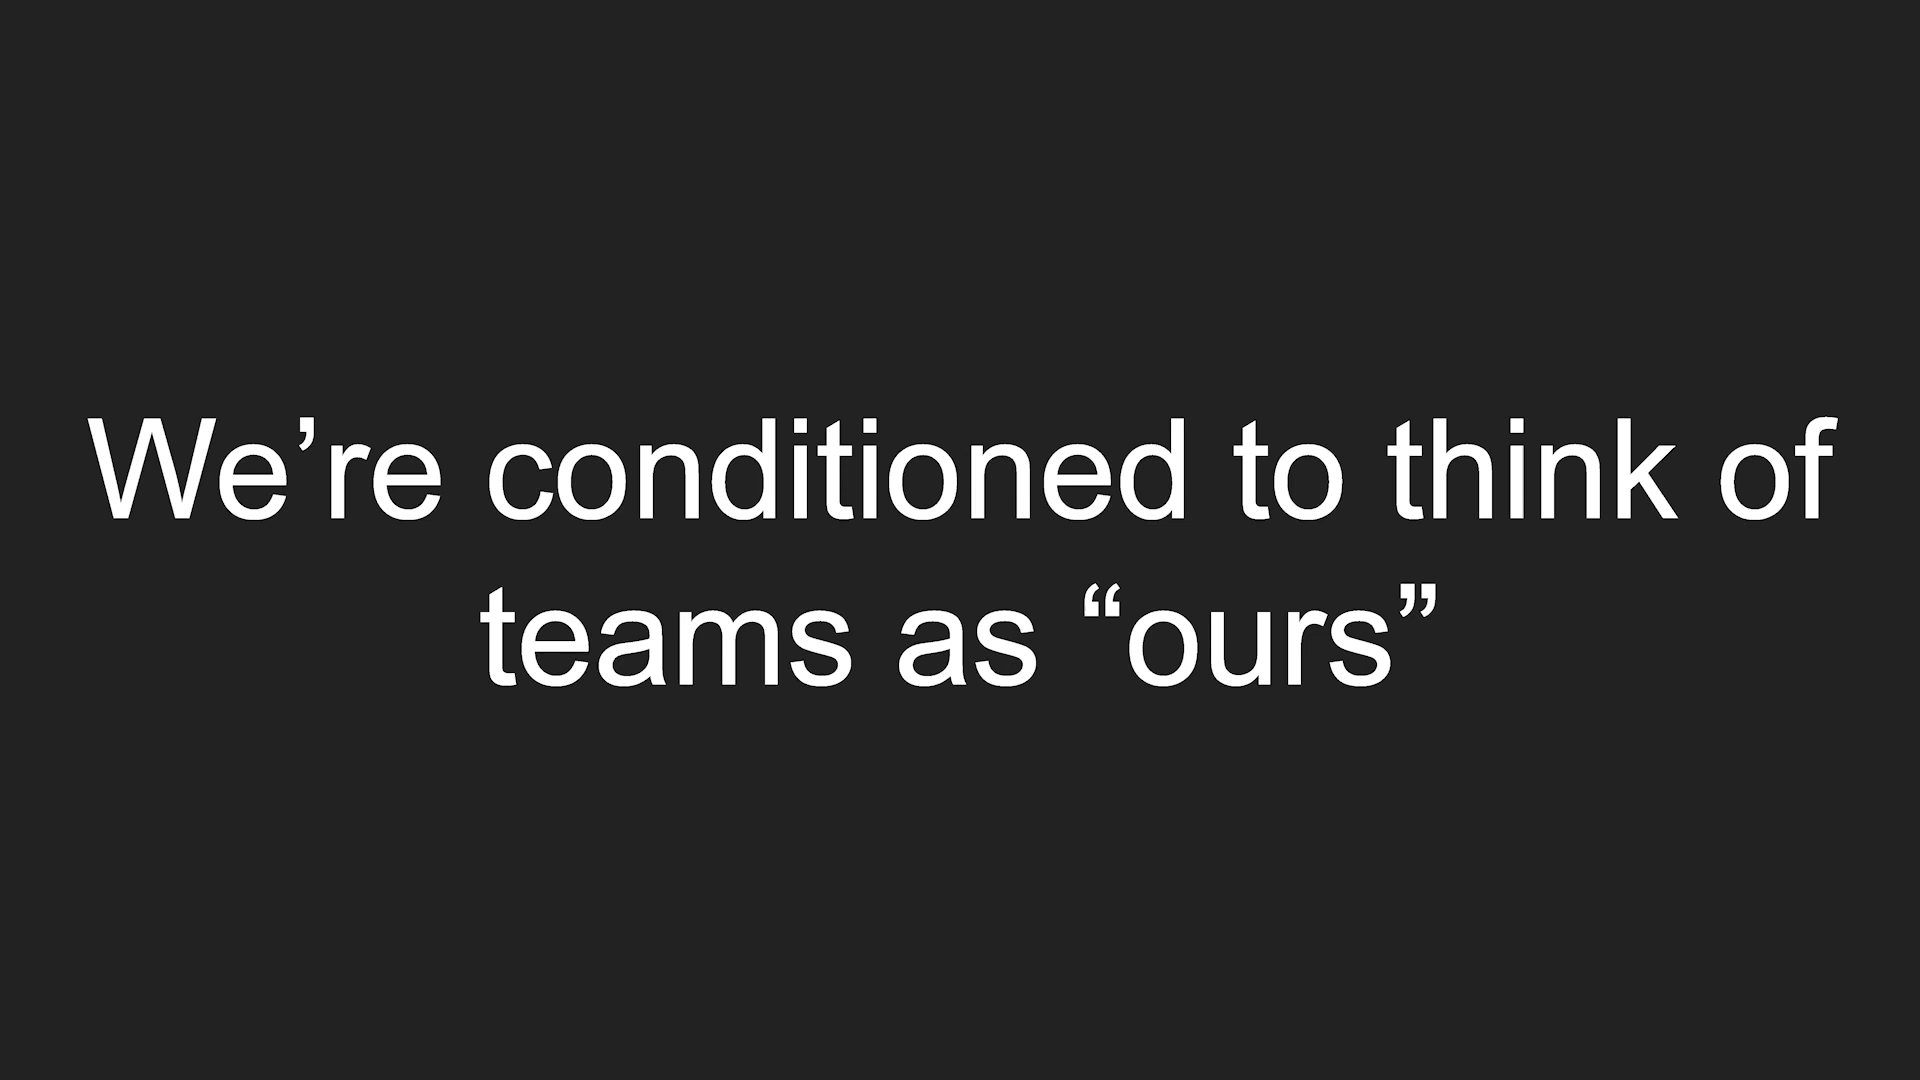 We’re conditioned to think of
teams as “ours”